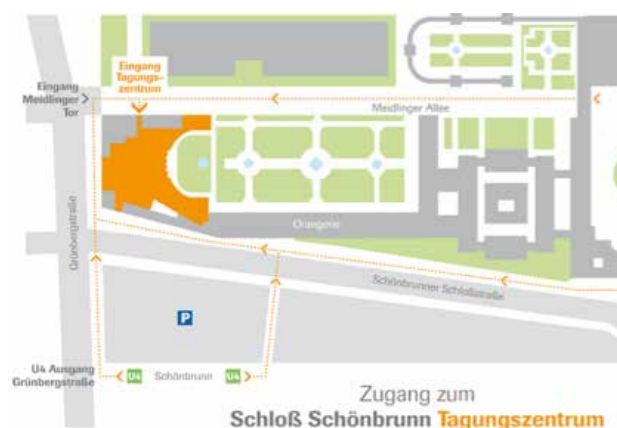 Eingang
Tagungs-
zentrum
Eingang
Meidlinger
Tor
Meidlinger Allee
Orangerie
Grünbergstraße
Schönbrunner Schloßstraße
P
U4 Ausgang
Grünbergstraße
U4 Schönbrunn U4
Zugang zum
Schloß Schönbrunn Tagungszentrum